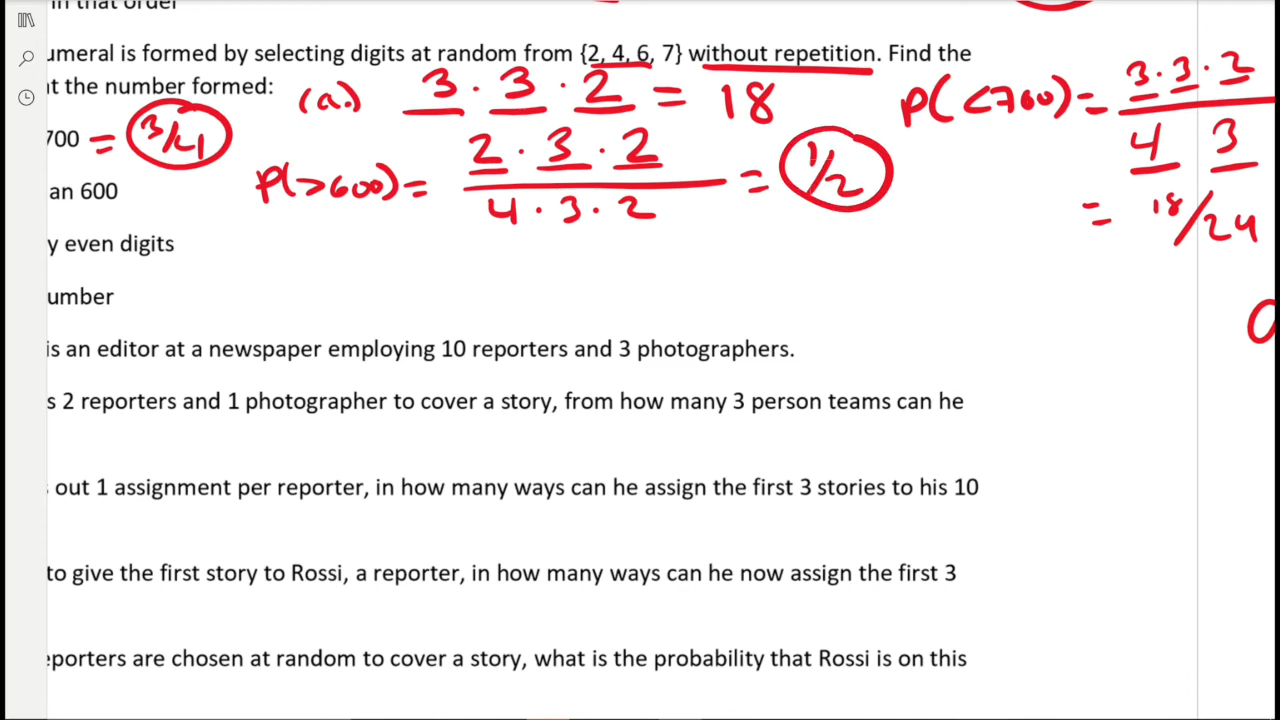 in that order
umeral is formed by selecting digits at random from {2, 4, 6, 7} without repetition. Find the
t the number formed:
(a.) 3 · 3 · 2 = 18
P(<700) = 3 · 3 · 2
4 3
= 18/24
700 = 3/4
P(>600) = 2 · 3 · 2
4 · 3 · 2
= 1/2
an 600
y even digits
umber
is an editor at a newspaper employing 10 reporters and 3 photographers.
s 2 reporters and 1 photographer to cover a story, from how many 3 person teams can he
out 1 assignment per reporter, in how many ways can he assign the first 3 stories to his 10
to give the first story to Rossi, a reporter, in how many ways can he now assign the first 3
eporters are chosen at random to cover a story, what is the probability that Rossi is on this